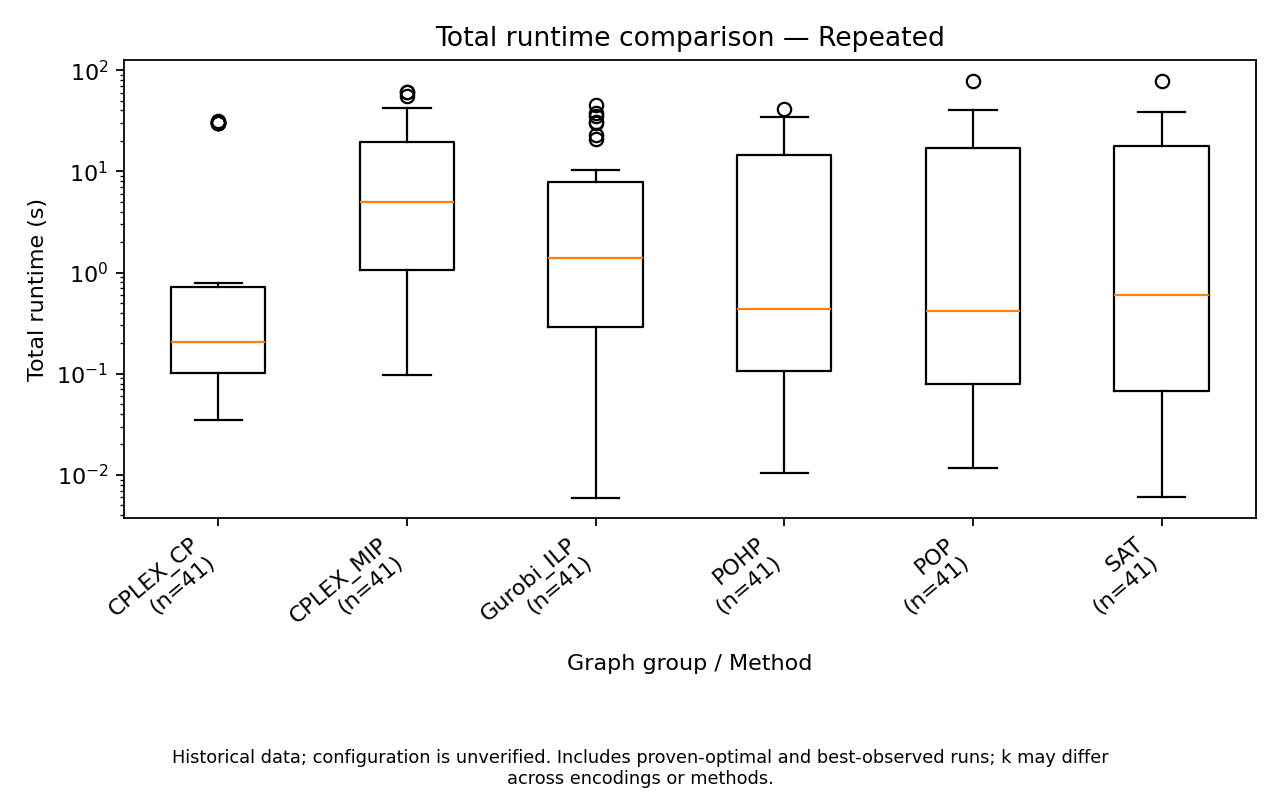 Total runtime comparison — Repeated
Total runtime (s)
10²
10¹
10⁰
10⁻¹
10⁻²
CPLEX_CP
(n=41)
CPLEX_MIP
(n=41)
Gurobi_ILP
(n=41)
POHP
(n=41)
POP
(n=41)
SAT
(n=41)
Graph group / Method
Historical data; configuration is unverified. Includes proven-optimal and best-observed runs; k may differ
across encodings or methods.